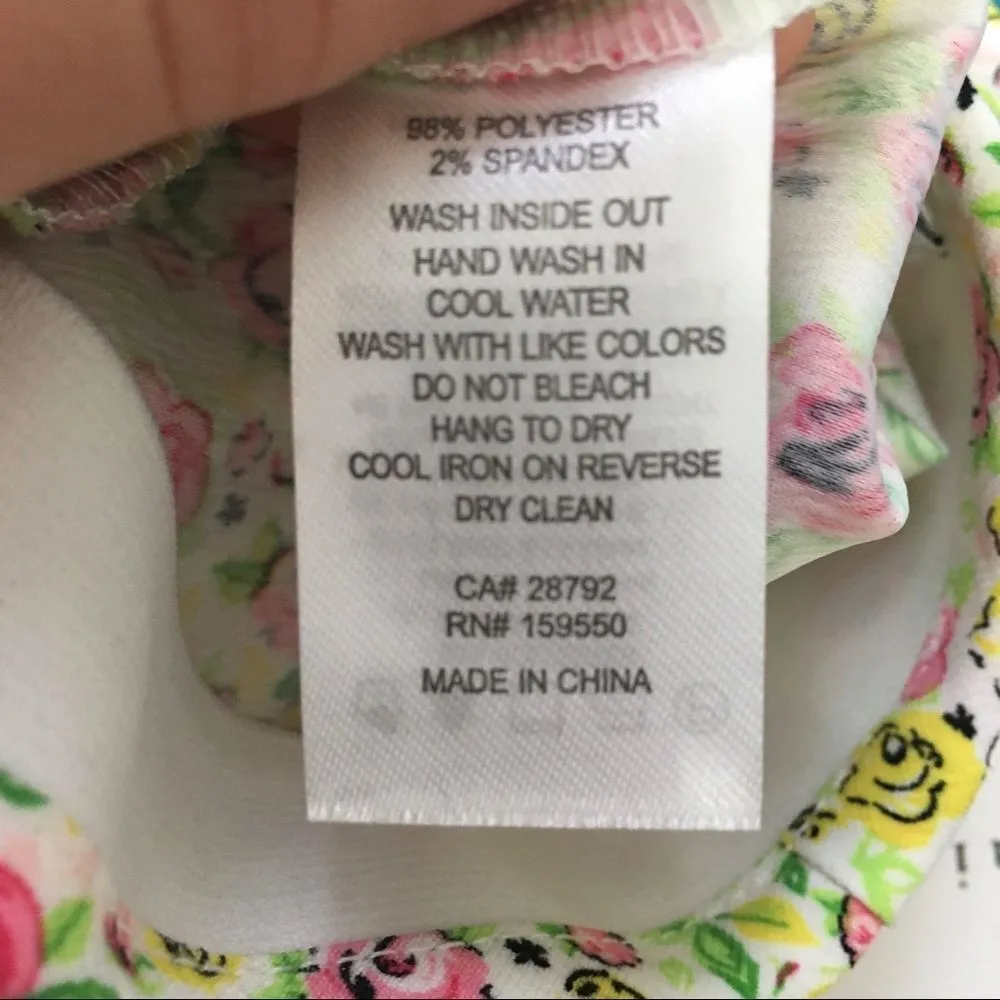 98% POLYESTER
2% SPANDEX
WASH INSIDE OUT
HAND WASH IN
COOL WATER
WASH WITH LIKE COLORS
DO NOT BLEACH
HANG TO DRY
COOL IRON ON REVERSE
DRY CLEAN
CA# 28792
RN# 159550
MADE IN CHINA